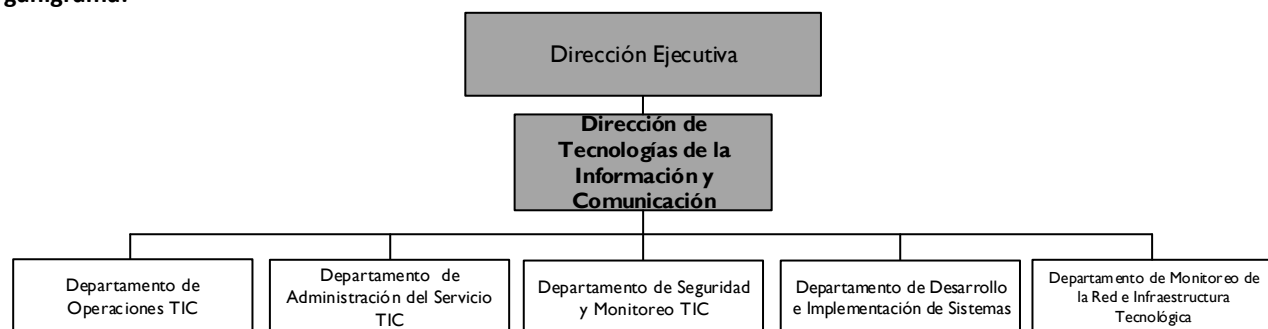 Dirección Ejecutiva
Dirección de
Tecnologías de la
Información y
Comunicación
Departamento de
Operaciones TIC
Departamento de
Administración del Servicio
TIC
Departamento de Seguridad
y Monitoreo TIC
Departamento de Desarrollo
e Implementación de Sistemas
Departamento de Monitoreo de
la Red e Infraestructura
Tecnológica